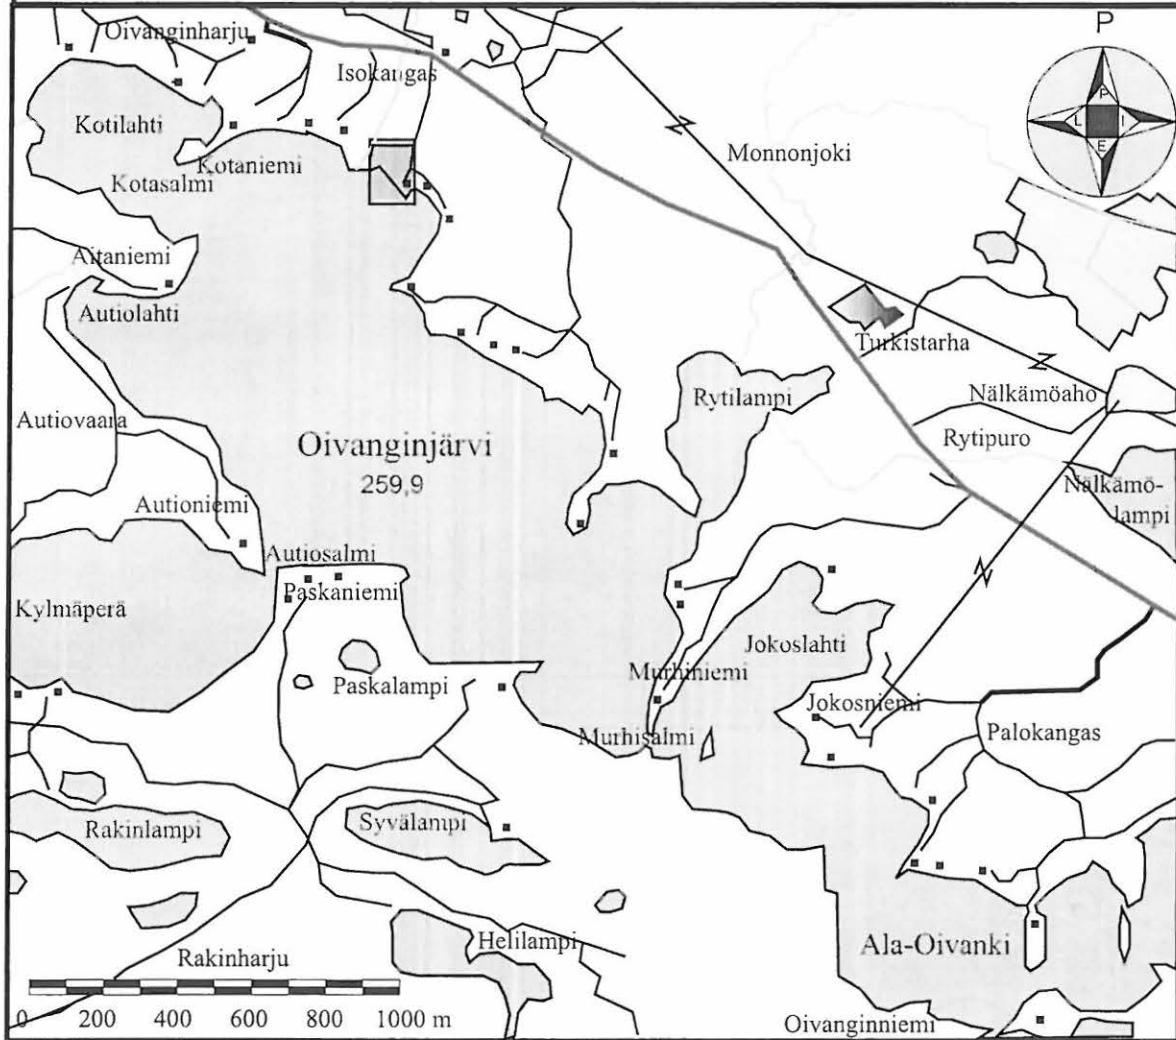 P
Oivanginharju
Isokangas
Kotilahti
Monnonjoki
P
L I
E
Kotaniemi
Kotasalmi
Aitaniemi
Autiolahti
Turkistarha
Rytilampi
Nälkämöaho
Autiovaara
Oivanginjärvi
Rytipuro
259,9
Nälkämö-
lampi
Autioniemi
Autiosalmi
Paskaniemi
Kylmäperä
Jokoslahti
Murhiniemi
Paskalampi
Jokosniemi
Murhisalmi
Palokangas
Rakinlampi
Syvälampi
Helilampi
Ala-Oivanki
Rakinharju
0 200 400 600 800 1000 m
Oivanginniemi